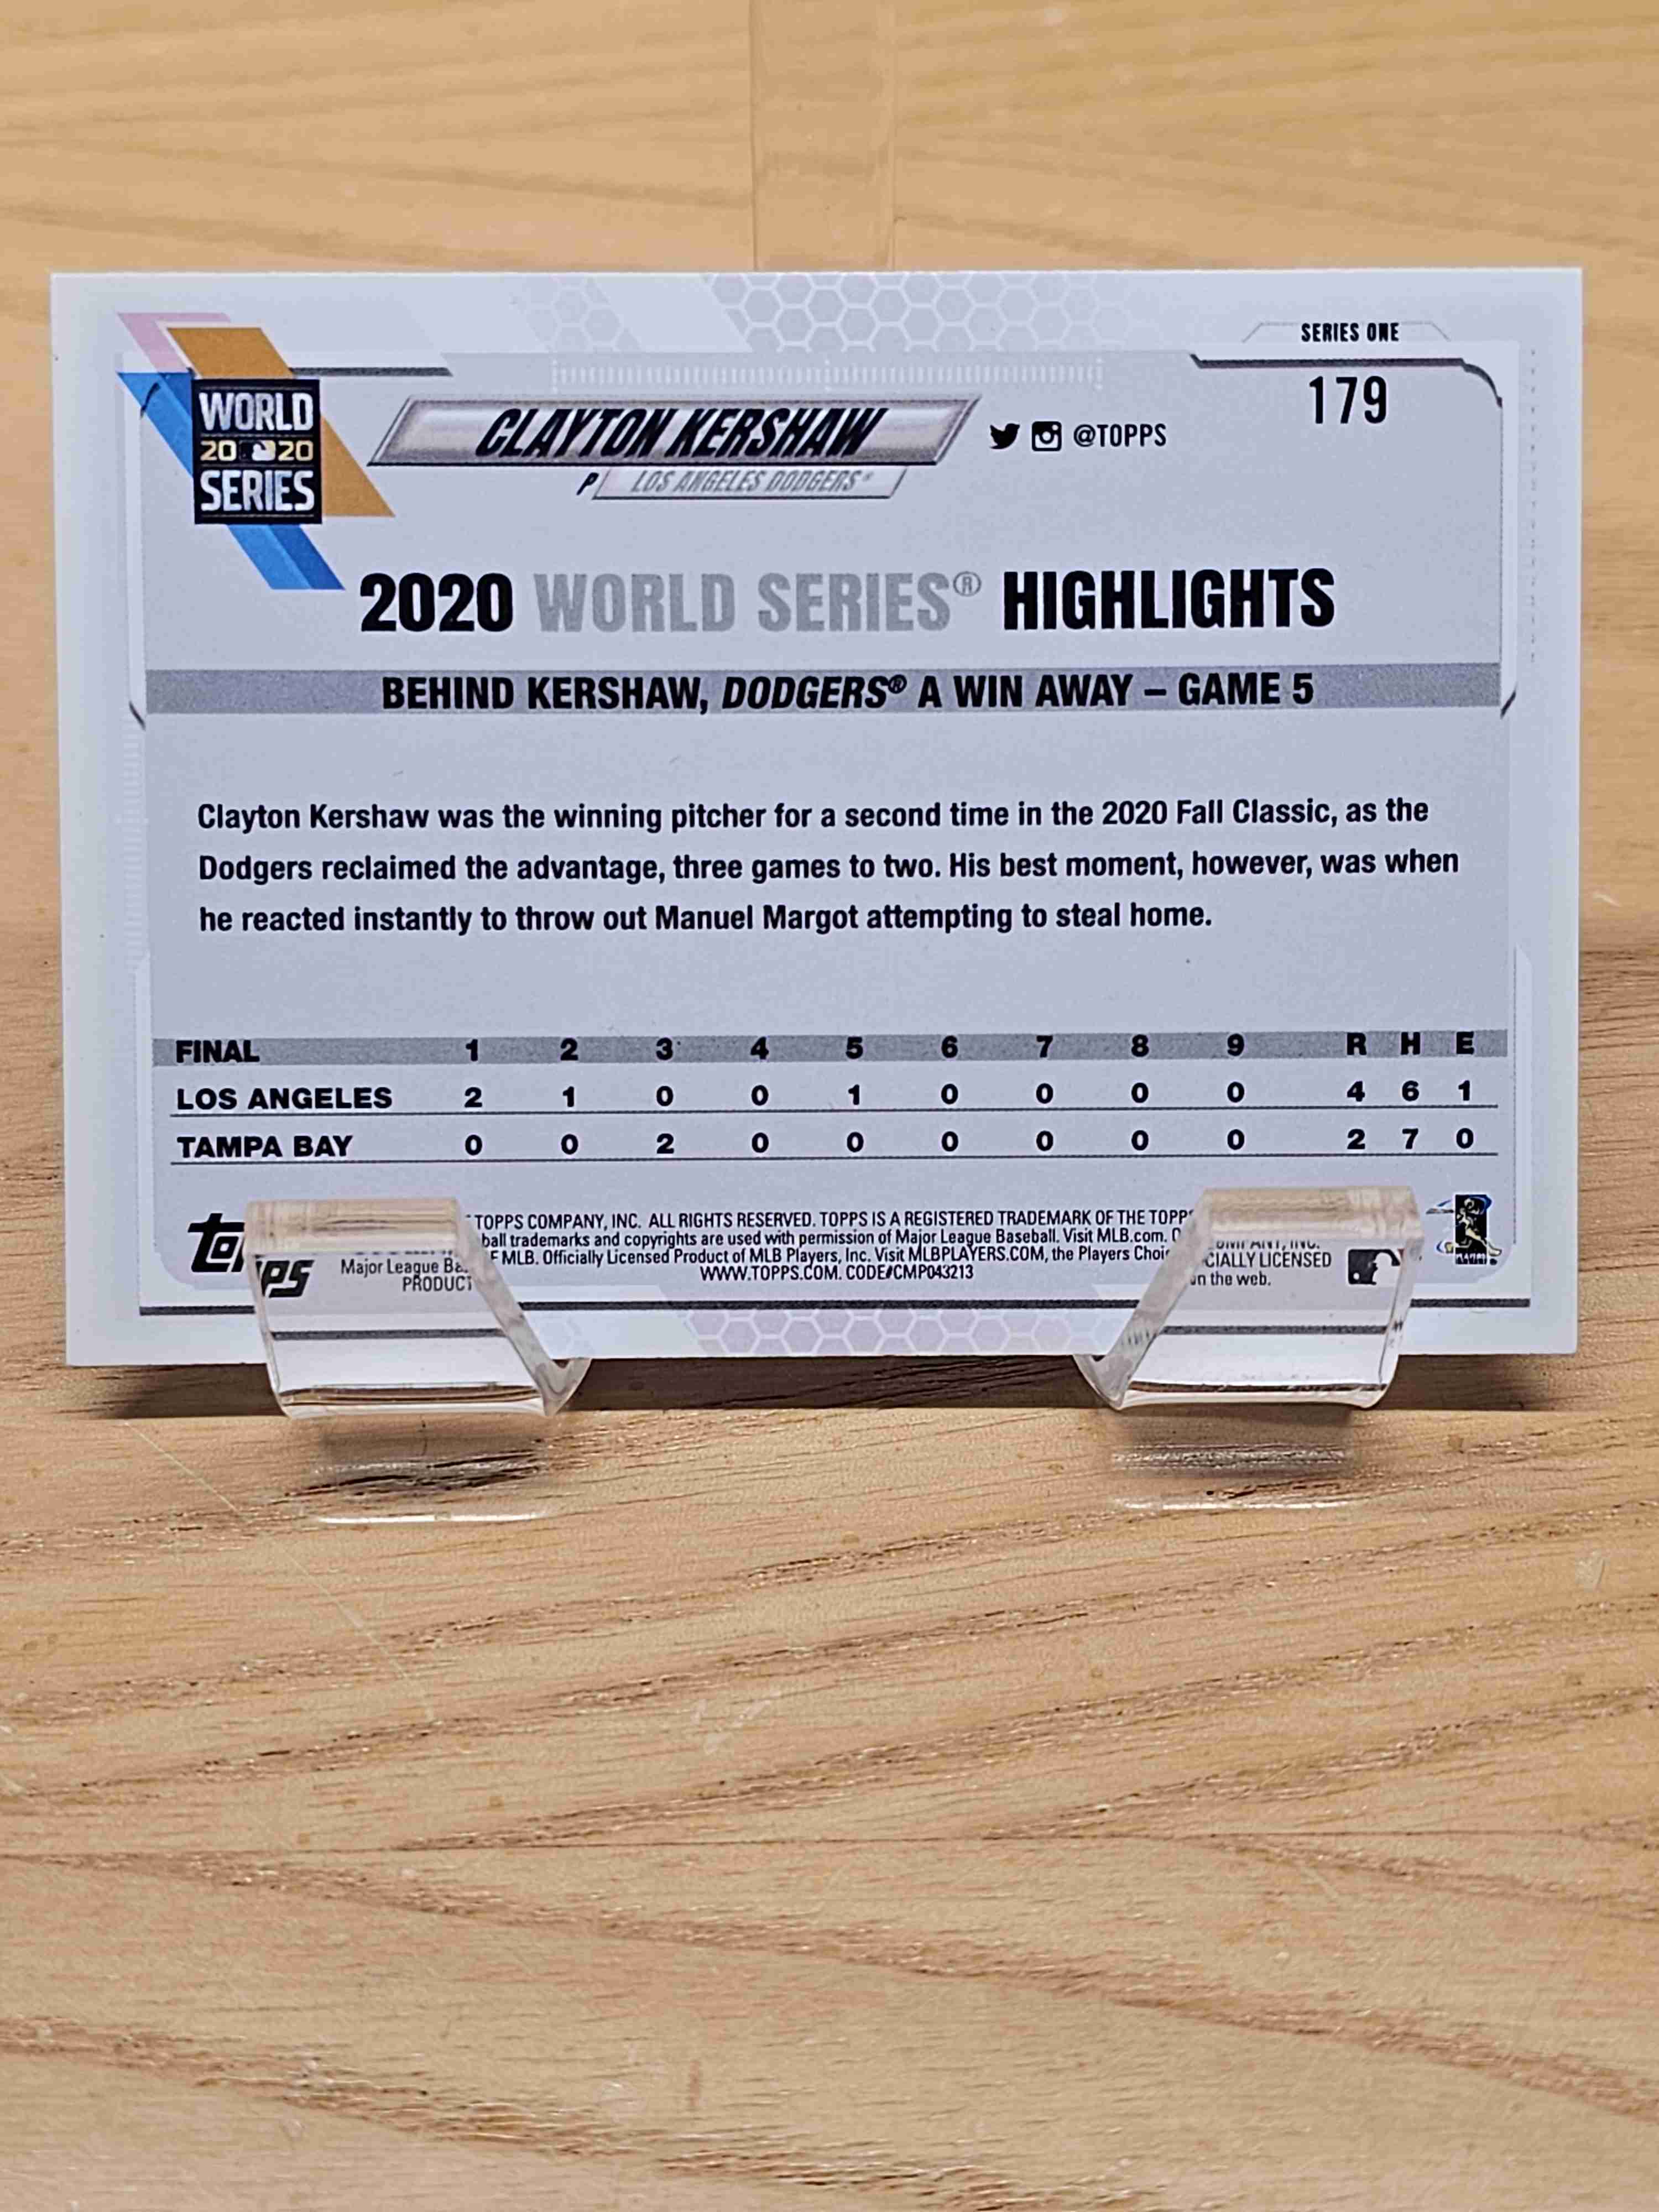 SERIES ONE
179
WORLD
20 20
SERIES
CLAYTON KERSHAW
@TOPPS
P LOS ANGELES DODGERS®
2020 WORLD SERIES® HIGHLIGHTS
BEHIND KERSHAW, DODGERS® A WIN AWAY – GAME 5
Clayton Kershaw was the winning pitcher for a second time in the 2020 Fall Classic, as the
Dodgers reclaimed the advantage, three games to two. His best moment, however, was when
he reacted instantly to throw out Manuel Margot attempting to steal home.
FINAL 1 2 3 4 5 6 7 8 9 R H E
LOS ANGELES 2 1 0 0 1 0 0 0 0 4 6 1
TAMPA BAY 0 0 2 0 0 0 0 0 0 2 7 0
TOPPS COMPANY, INC. ALL RIGHTS RESERVED. TOPPS IS A REGISTERED TRADEMARK OF THE TOPPS
ball trademarks and copyrights are used with permission of Major League Baseball. Visit MLB.com.
Major League MLB. Officially Licensed Product of MLB Players, Inc. Visit MLBPLAYERS.COM, the Players CIALLY LICENSED
PRODUCT WWW.TOPPS.COM. CODE#CMP043213 on the web.